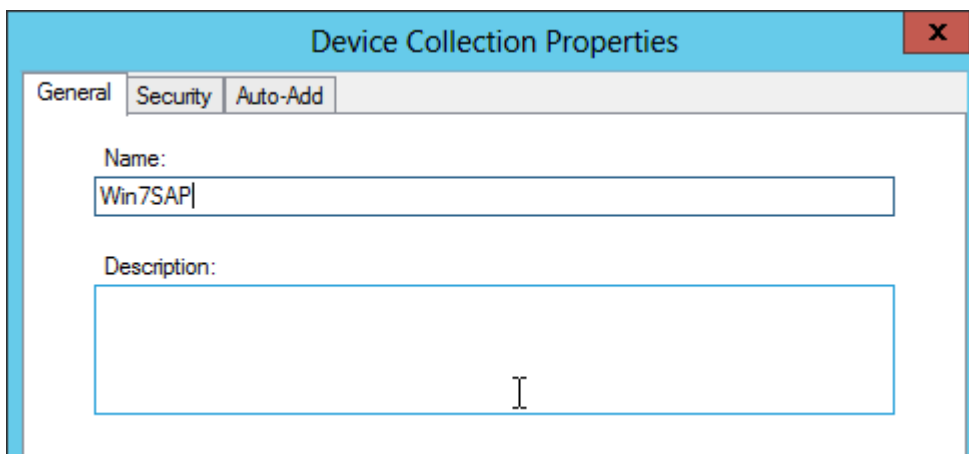 Device Collection Properties
x
General Security Auto-Add
Name:
Win7SAP
Description: